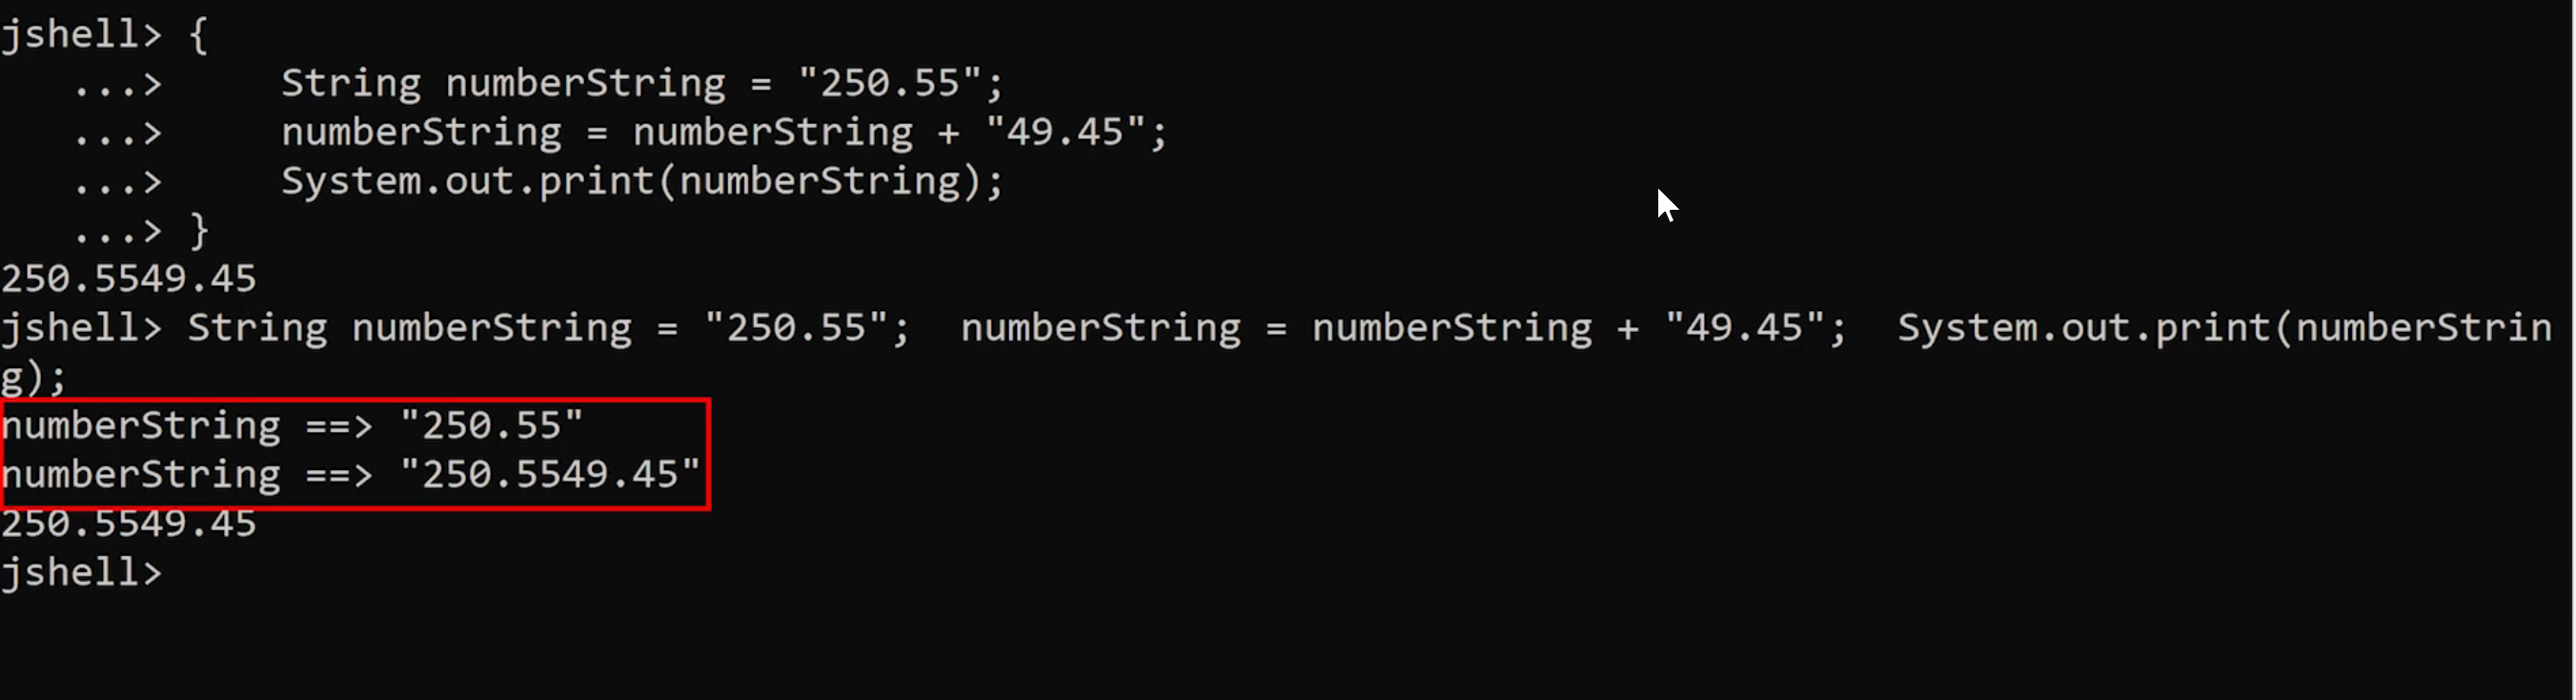 jshell> {
   ...>     String numberString = "250.55";
   ...>     numberString = numberString + "49.45";
   ...>     System.out.print(numberString);
   ...> }
250.5549.45
jshell> String numberString = "250.55";  numberString = numberString + "49.45";  System.out.print(numberStrin
g);
numberString ==> "250.55"
numberString ==> "250.5549.45"
250.5549.45
jshell>